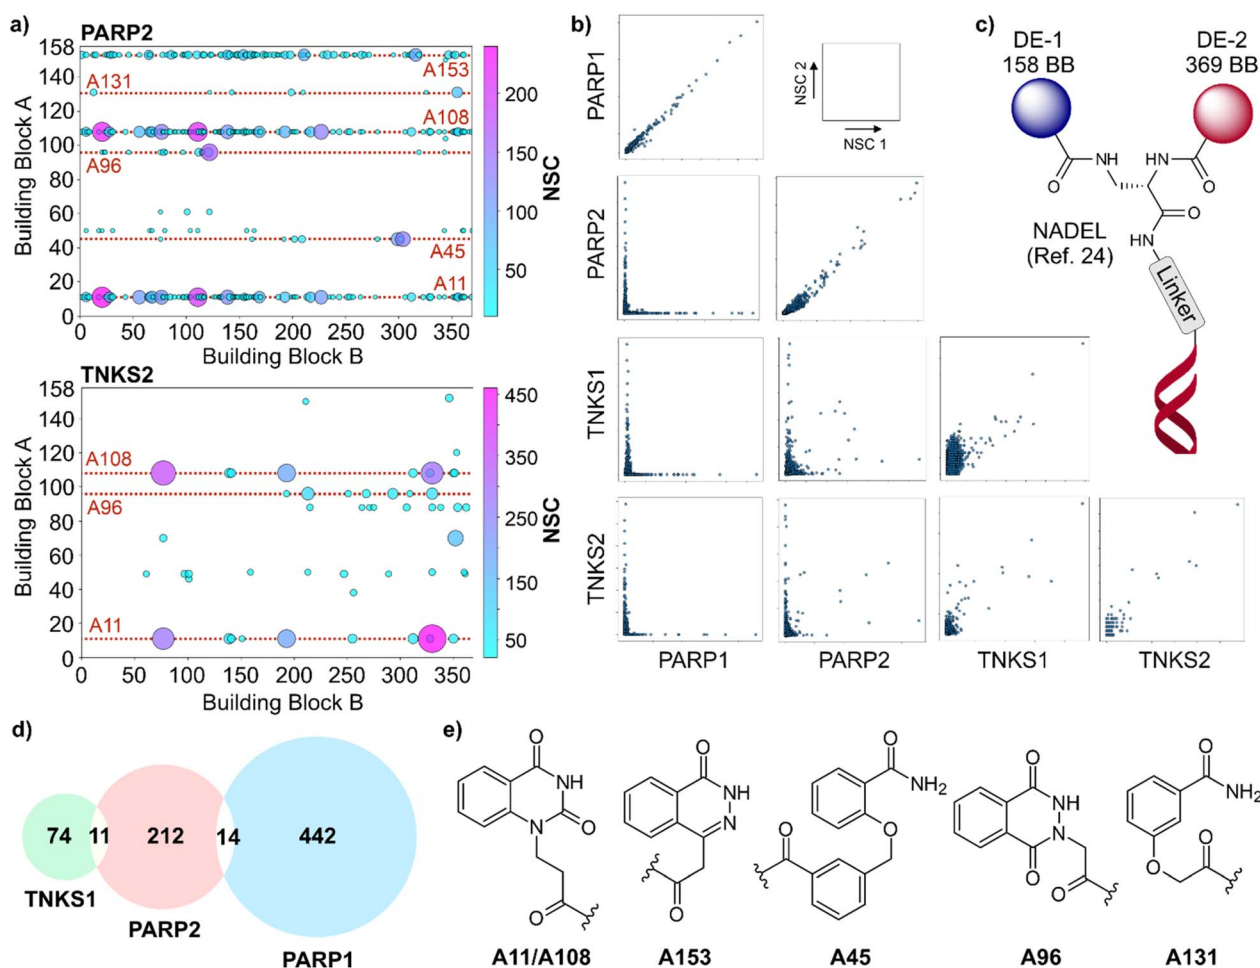 a)
PARP2
158
140
120
100
80
60
40
20
0
Building Block A
A153
A131
A108
A96
A45
A11
0 50 100 150 200 250 300 350
Building Block B
200
150
100
50
NSC
TNKS2
158
140
120
100
80
60
40
20
0
Building Block A
A108
A96
A11
0 50 100 150 200 250 300 350
Building Block B
450
350
250
150
50
NSC
b)
PARP1
PARP2
TNKS1
TNKS2
NSC 2
NSC 1
PARP1 PARP2 TNKS1 TNKS2
c)
DE-1
158 BB
DE-2
369 BB
O
NH
HN
O
O
HN
NADEL
(Ref. 24)
Linker
d)
74 11 212 14 442
TNKS1
PARP2
PARP1
e)
O
NH
N
O
O
A11/A108
O
NH
N
O
A153
O
NH2
O
O
A45
O
NH
N
O
O
A96
O
NH2
O
O
A131